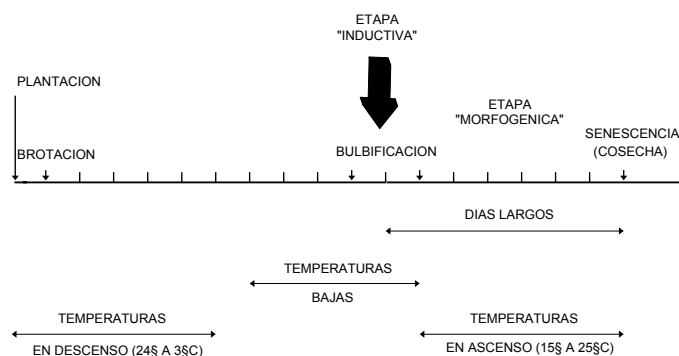 ETAPA
"INDUCTIVA"
PLANTACION
ETAPA
"MORFOGENICA"
SENESCENCIA
(COSECHA)
BROTACION
BULBIFICACION
DIAS LARGOS
TEMPERATURAS
BAJAS
TEMPERATURAS
EN DESCENSO (24§ A 3§C)
TEMPERATURAS
EN ASCENSO (15§ A 25§C)